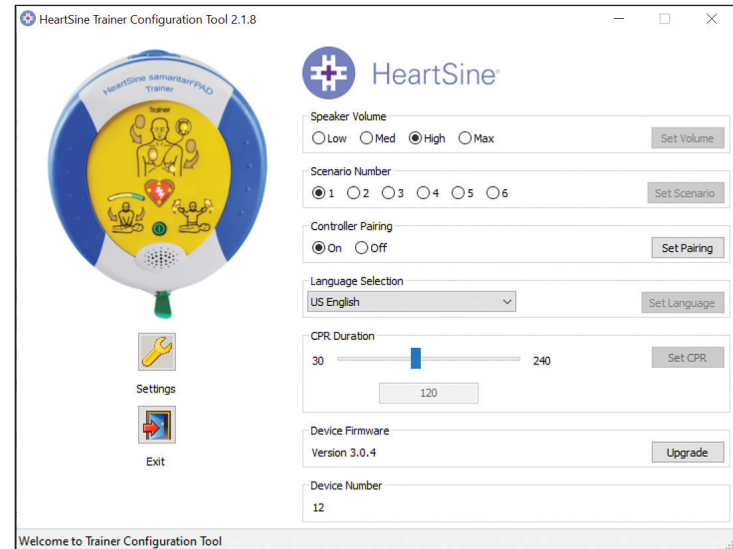 HeartSine Trainer Configuration Tool 2.1.8
HeartSine samaritan PAD
Trainer
Trainer
HeartSine
Speaker Volume
Low Med High Max
Set Volume
Scenario Number
1 2 3 4 5 6
Set Scenario
Controller Pairing
On Off
Set Pairing
Language Selection
US English
Set Language
CPR Duration
30 240
Set CPR
120
Settings
Exit
Device Firmware
Version 3.0.4
Upgrade
Device Number
12
Welcome to Trainer Configuration Tool